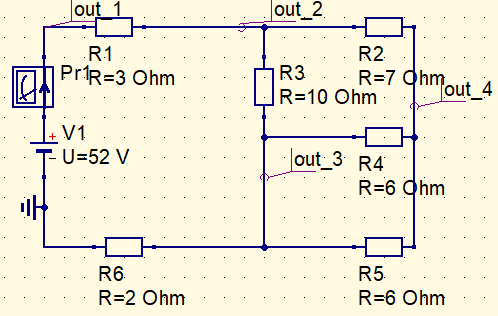 out_1
out_2
R1
R=3 Ohm
R2
R=7 Ohm
Pr1
R3
R=10 Ohm
out_4
V1
U=52 V
out_3
R4
R=6 Ohm
R6
R=2 Ohm
R5
R=6 Ohm